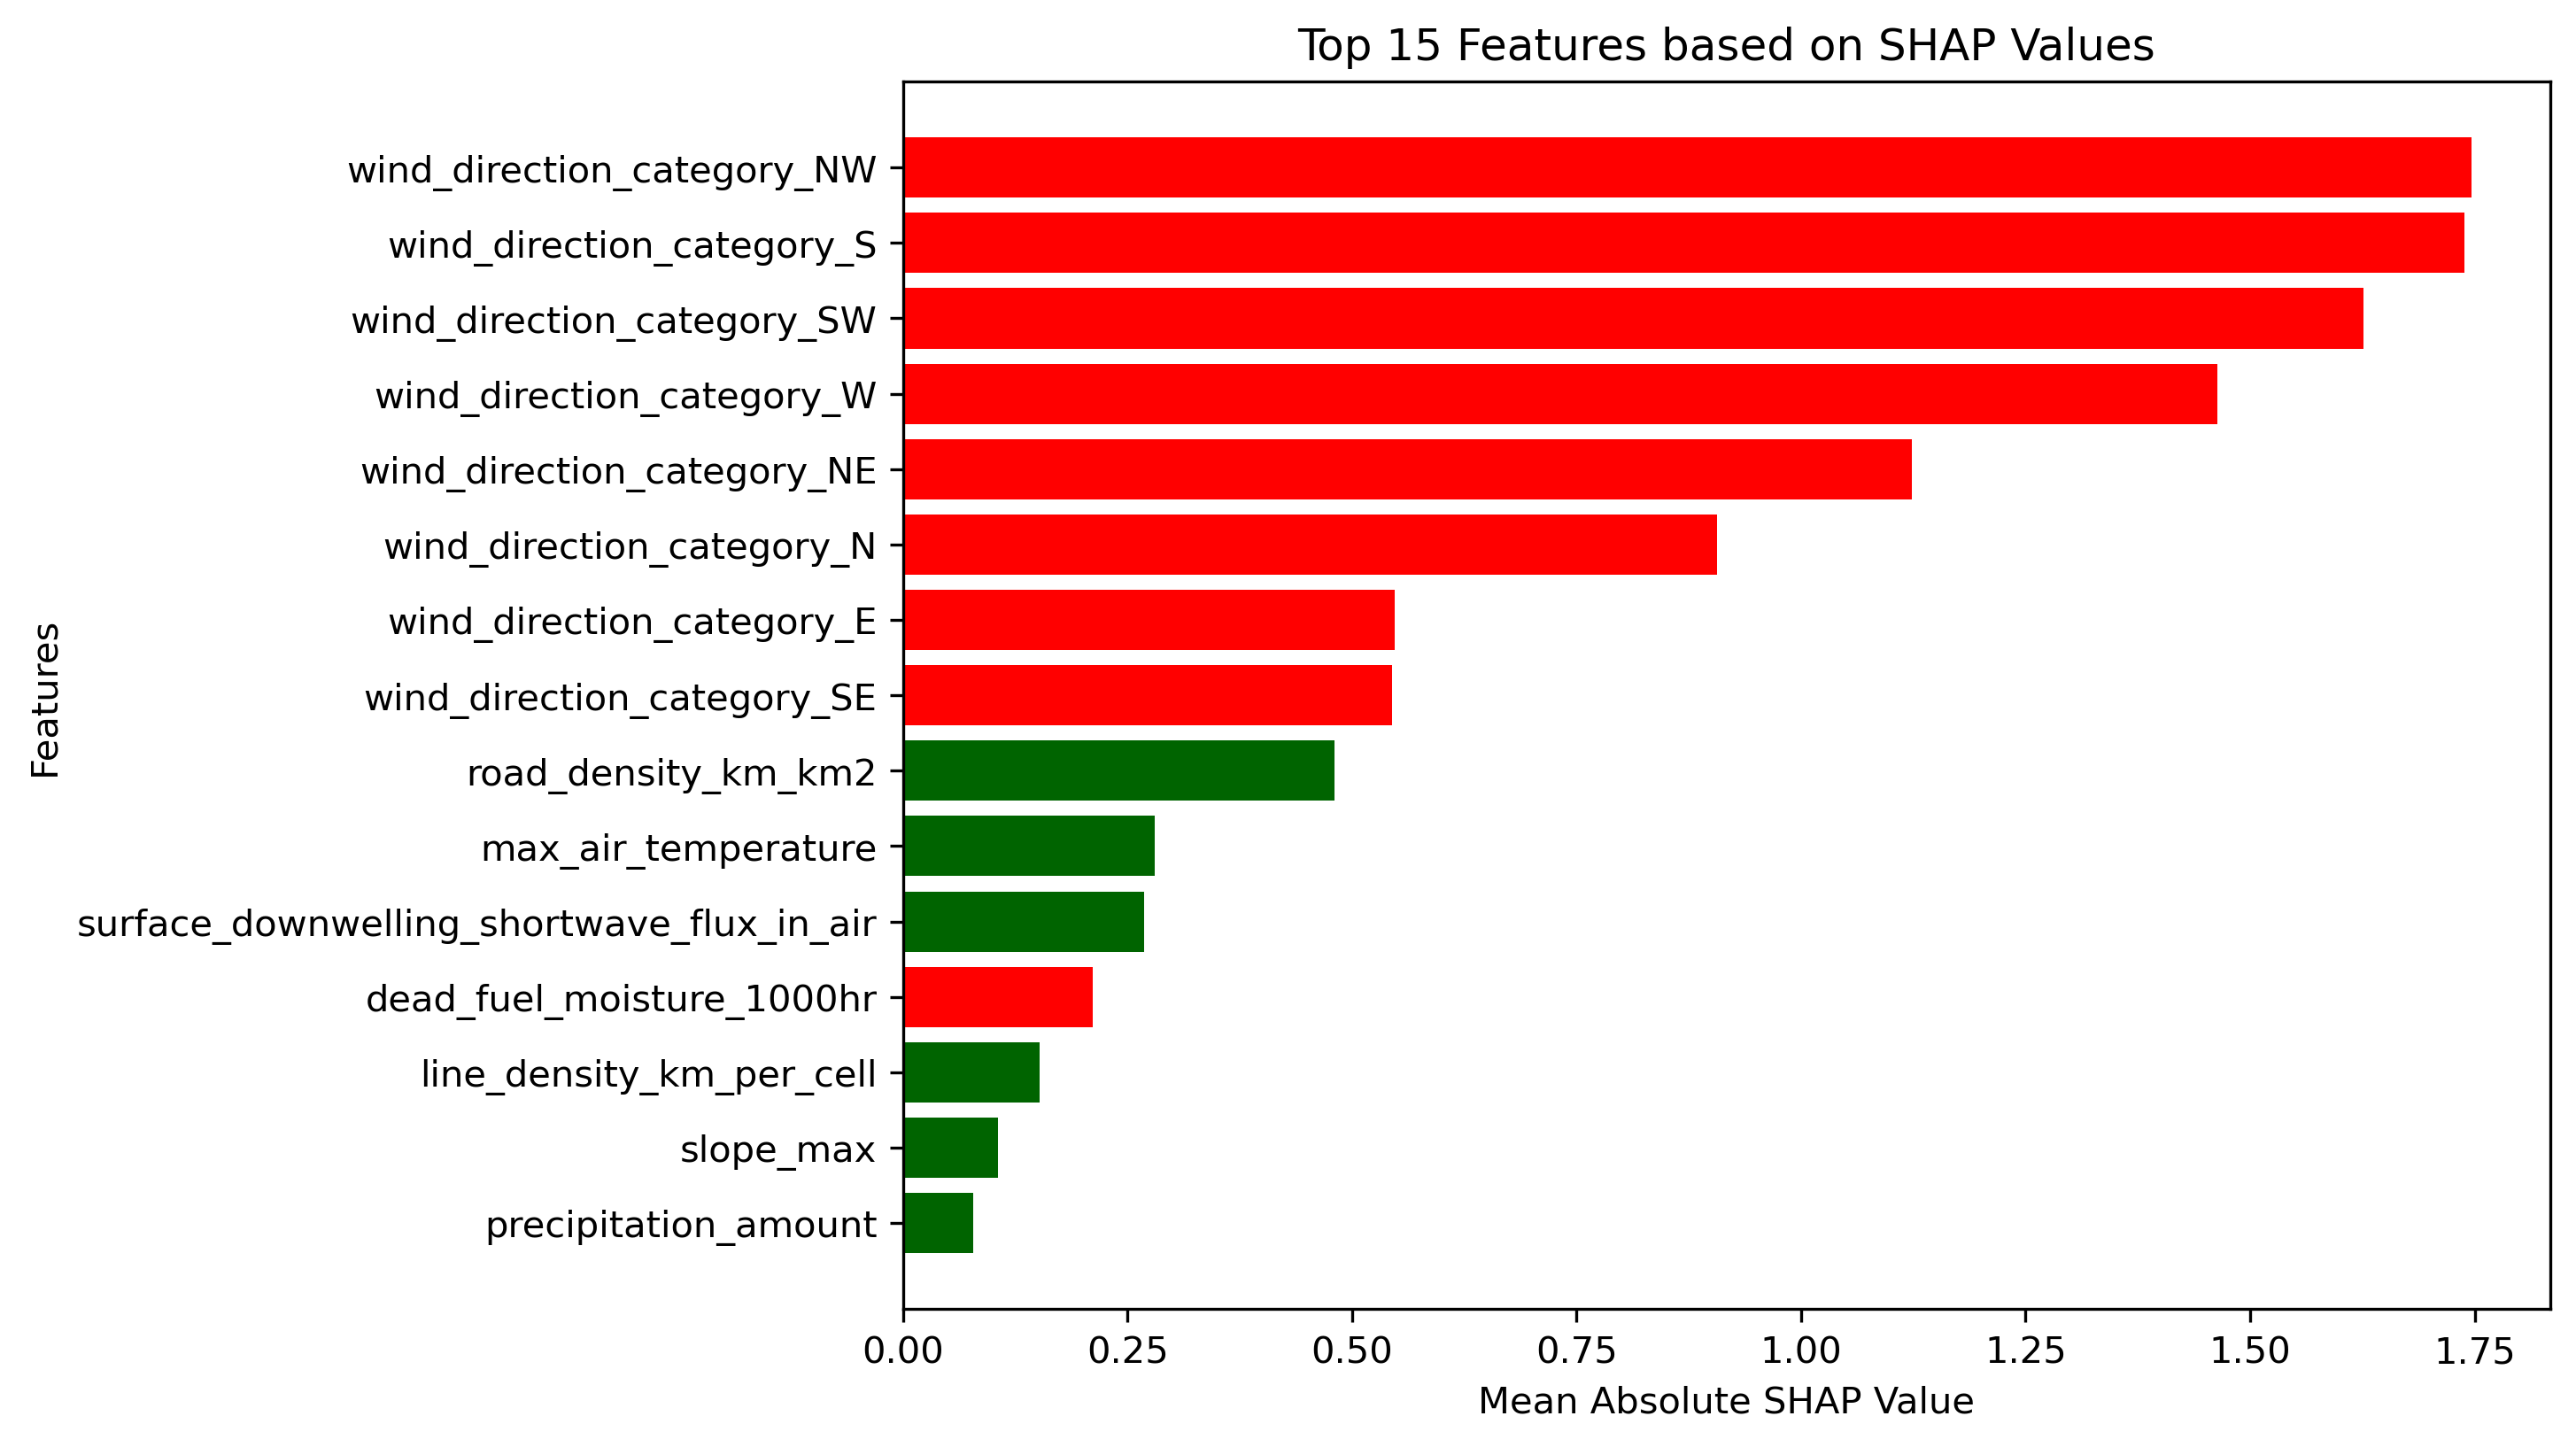 Top 15 Features based on SHAP Values
wind_direction_category_NW
wind_direction_category_S
wind_direction_category_SW
wind_direction_category_W
wind_direction_category_NE
wind_direction_category_N
wind_direction_category_E
wind_direction_category_SE
road_density_km_km2
max_air_temperature
surface_downwelling_shortwave_flux_in_air
dead_fuel_moisture_1000hr
line_density_km_per_cell
slope_max
precipitation_amount
Features
0.00 0.25 0.50 0.75 1.00 1.25 1.50 1.75
Mean Absolute SHAP Value